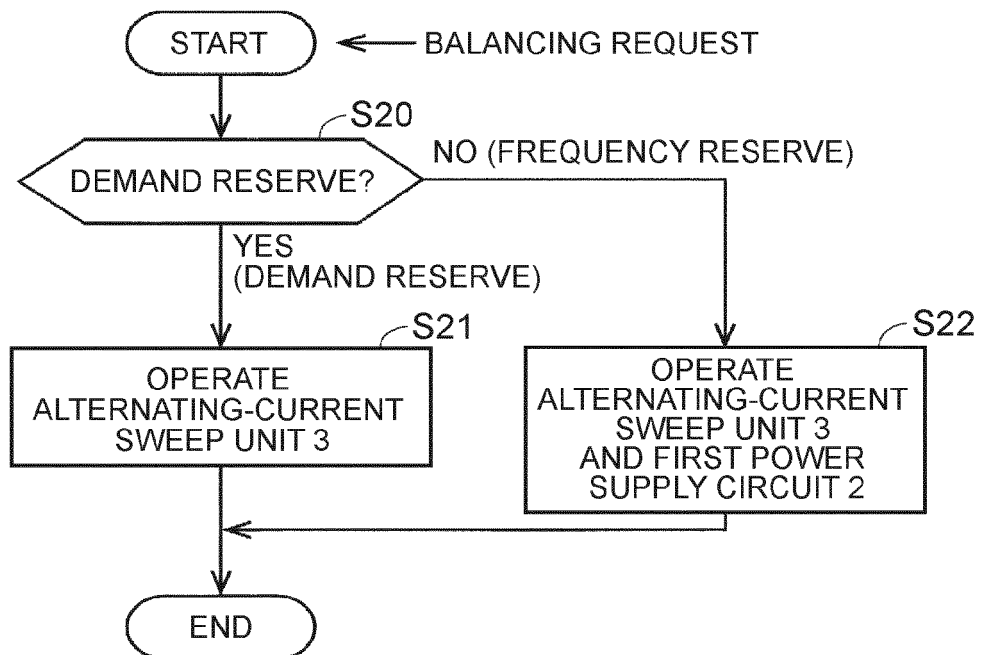 START
BALANCING REQUEST
S20
DEMAND RESERVE?
NO (FREQUENCY RESERVE)
YES
(DEMAND RESERVE)
S21
OPERATE
ALTERNATING-CURRENT
SWEEP UNIT 3
S22
OPERATE
ALTERNATING-CURRENT
SWEEP UNIT 3
AND FIRST POWER
SUPPLY CIRCUIT 2
END